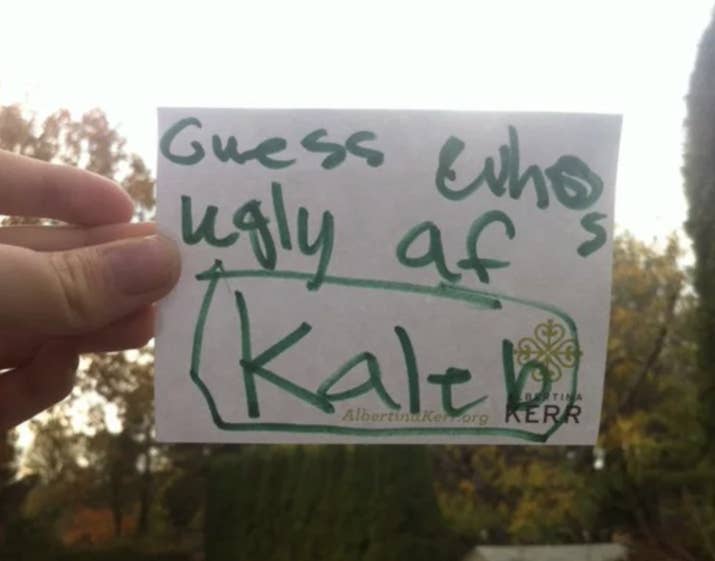 Guess whos
ugly af
Kaleb
AlbertinaKerr.org
ALBERTINA
KERR